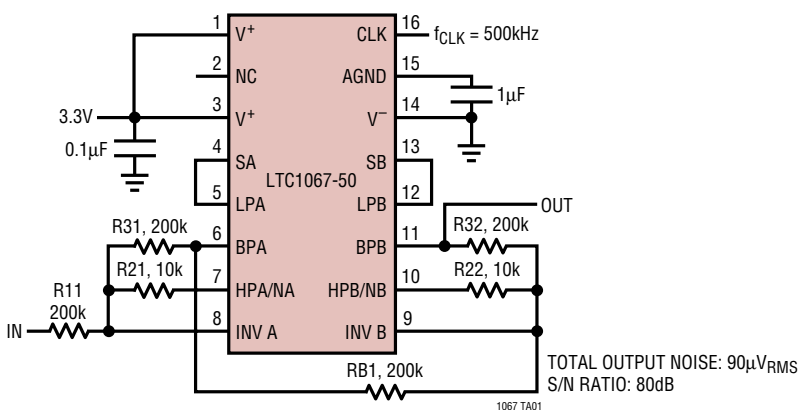 1
V+
CLK
16
fCLK = 500kHz
2
NC
AGND
15
1µF
3.3V
3
V+
V−
14
0.1µF
4
SA
SB
13
LTC1067-50
5
LPA
LPB
12
OUT
R31, 200k
6
BPA
BPB
11
R32, 200k
R21, 10k
7
HPA/NA
HPB/NB
10
R22, 10k
R11
200k
IN
8
INV A
INV B
9
RB1, 200k
TOTAL OUTPUT NOISE: 90µVRMS
S/N RATIO: 80dB
1067 TA01